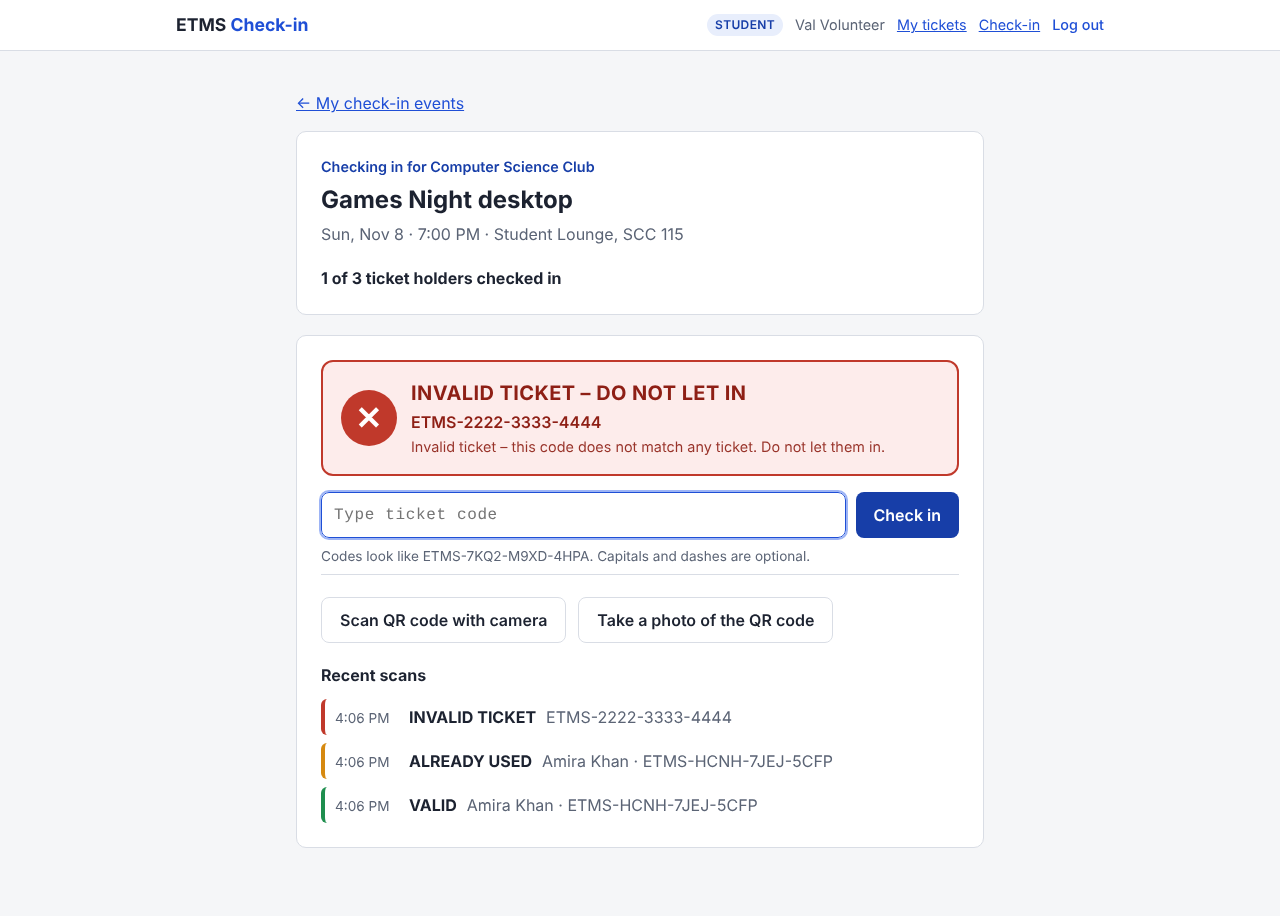 ETMS Check-in
STUDENT Val Volunteer My tickets Check-in Log out
← My check-in events
Checking in for Computer Science Club
Games Night desktop
Sun, Nov 8 · 7:00 PM · Student Lounge, SCC 115
1 of 3 ticket holders checked in
INVALID TICKET – DO NOT LET IN
ETMS-2222-3333-4444
Invalid ticket – this code does not match any ticket. Do not let them in.
Type ticket code
Check in
Codes look like ETMS-7KQ2-M9XD-4HPA. Capitals and dashes are optional.
Scan QR code with camera
Take a photo of the QR code
Recent scans
4:06 PM INVALID TICKET ETMS-2222-3333-4444
4:06 PM ALREADY USED Amira Khan · ETMS-HCNH-7JEJ-5CFP
4:06 PM VALID Amira Khan · ETMS-HCNH-7JEJ-5CFP